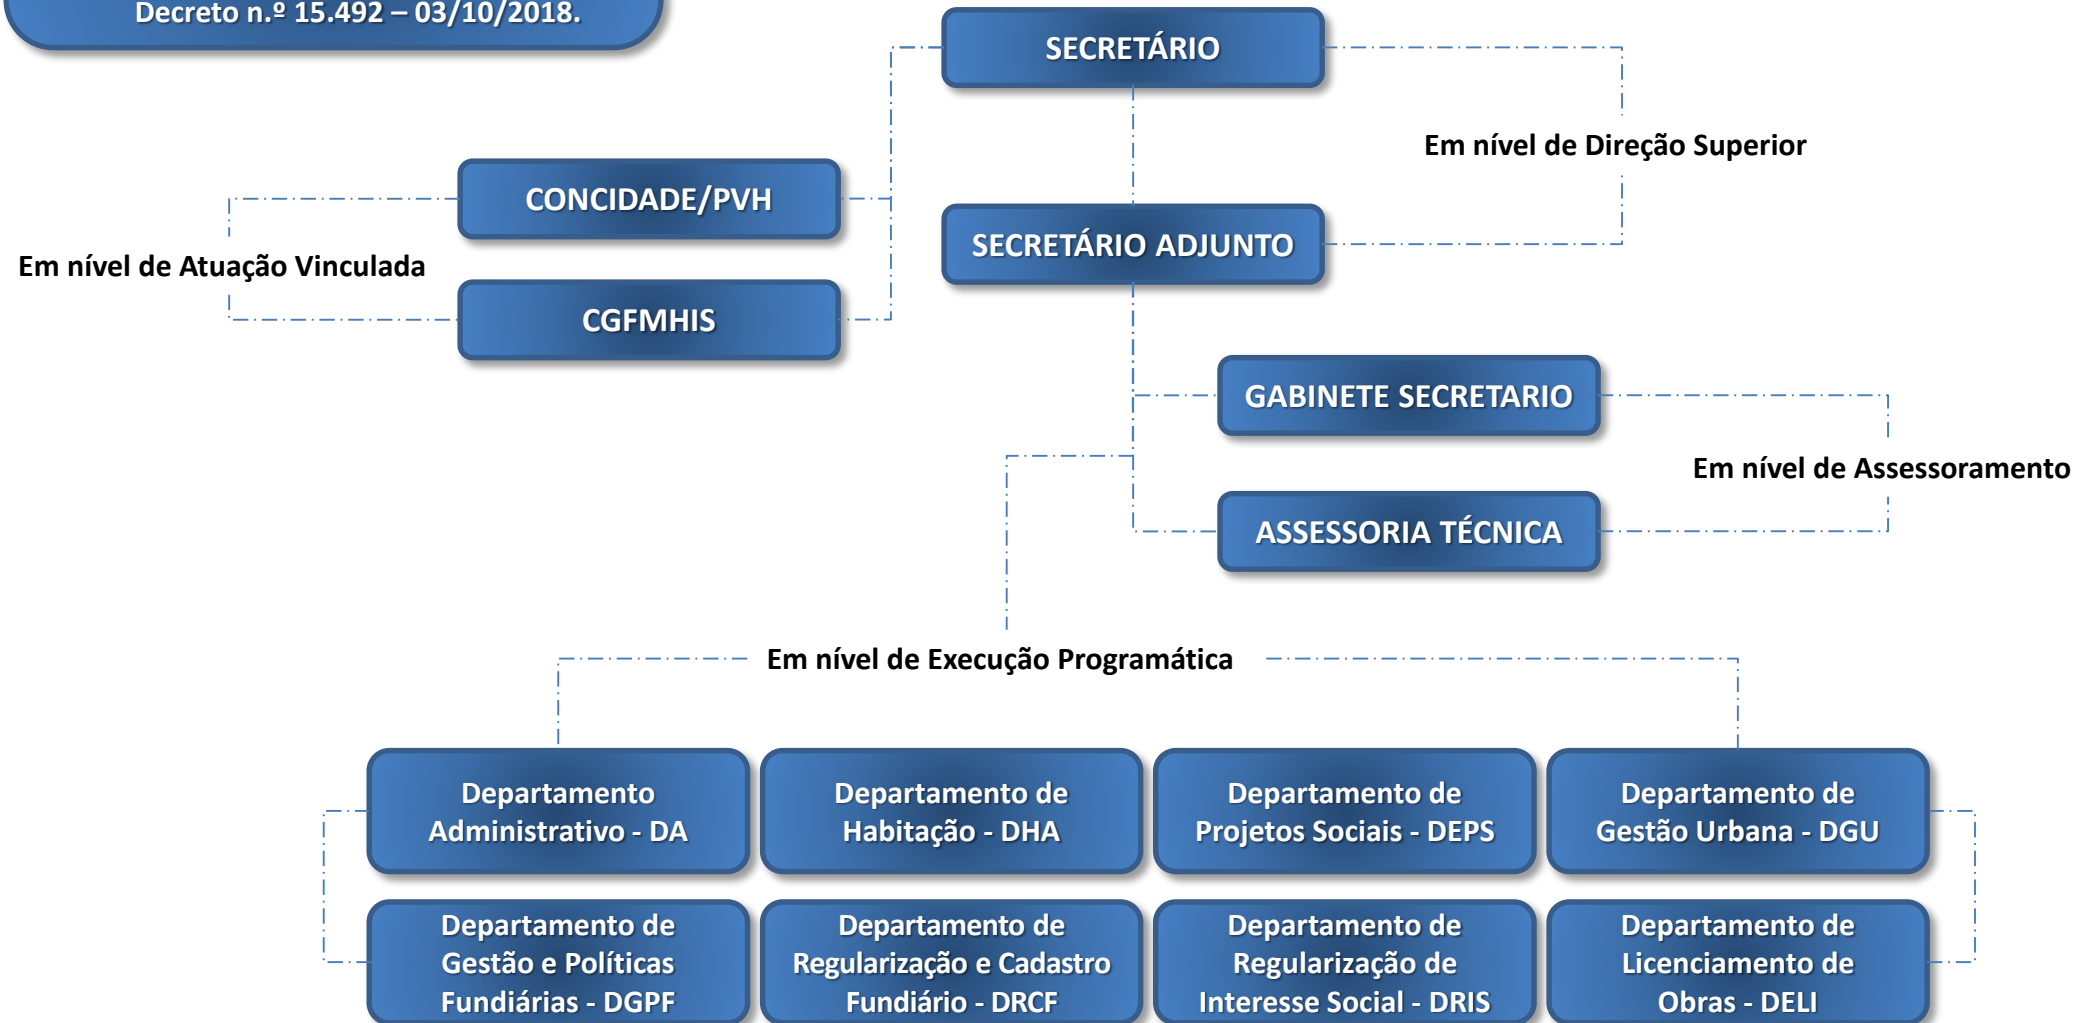 Decreto n.º 15.492 – 03/10/2018.
SECRETÁRIO
Em nível de Direção Superior
CONCIDADE/PVH
SECRETÁRIO ADJUNTO
Em nível de Atuação Vinculada
CGFMHIS
GABINETE SECRETARIO
Em nível de Assessoramento
ASSESSORIA TÉCNICA
Em nível de Execução Programática
Departamento
Administrativo - DA
Departamento de
Habitação - DHA
Departamento de
Projetos Sociais - DEPS
Departamento de
Gestão Urbana - DGU
Departamento de
Gestão e Políticas
Fundiárias - DGPF
Departamento de
Regularização e Cadastro
Fundiário - DRCF
Departamento de
Regularização de
Interesse Social - DRIS
Departamento de
Licenciamento de
Obras - DELI